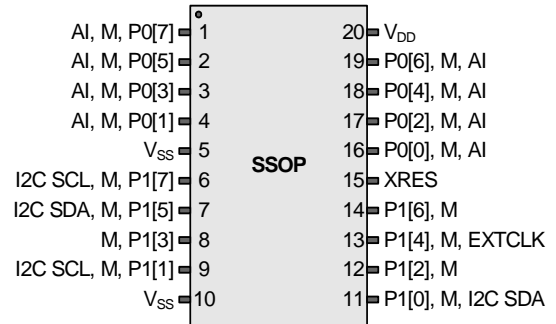 AI, M, P0[7] 1 20 VDD
AI, M, P0[5] 2 19 P0[6], M, AI
AI, M, P0[3] 3 18 P0[4], M, AI
AI, M, P0[1] 4 17 P0[2], M, AI
VSS 5 16 P0[0], M, AI
SSOP
I2C SCL, M, P1[7] 6 15 XRES
I2C SDA, M, P1[5] 7 14 P1[6], M
M, P1[3] 8 13 P1[4], M, EXTCLK
I2C SCL, M, P1[1] 9 12 P1[2], M
VSS 10 11 P1[0], M, I2C SDA